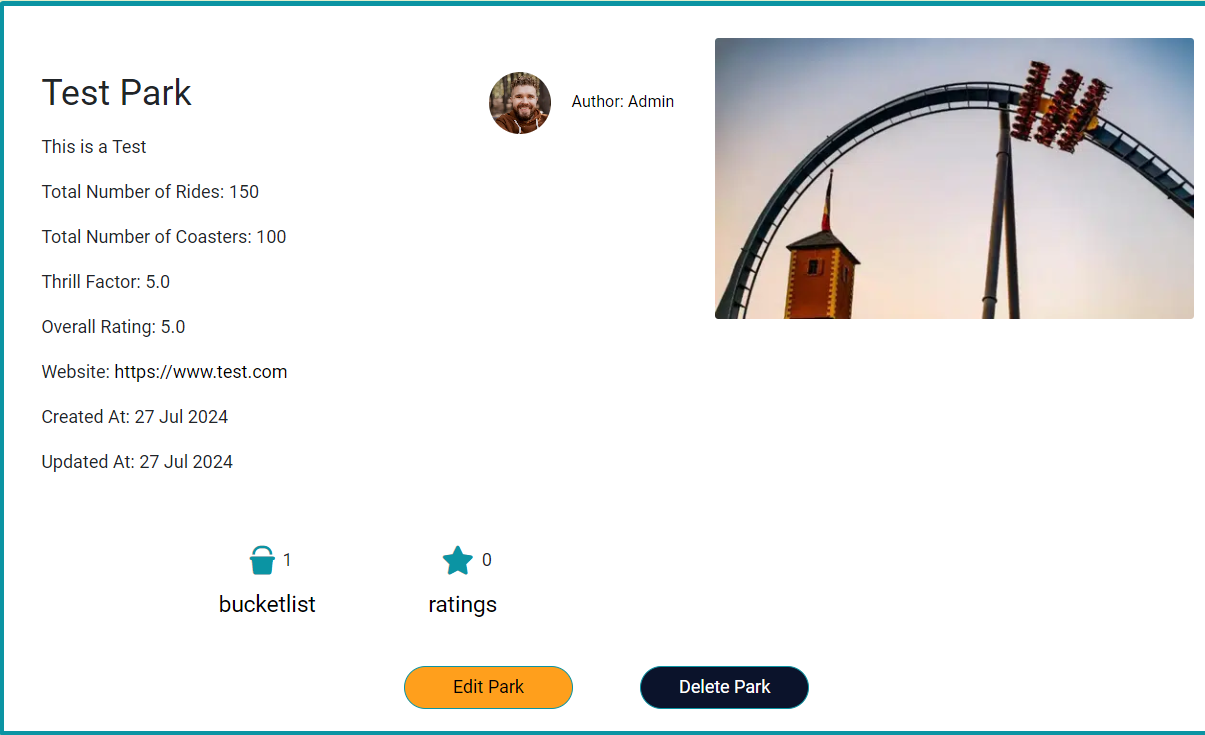 Test Park
Author: Admin
This is a Test
Total Number of Rides: 150
Total Number of Coasters: 100
Thrill Factor: 5.0
Overall Rating: 5.0
Website: https://www.test.com
Created At: 27 Jul 2024
Updated At: 27 Jul 2024
1
0
bucketlist
ratings
Edit Park
Delete Park